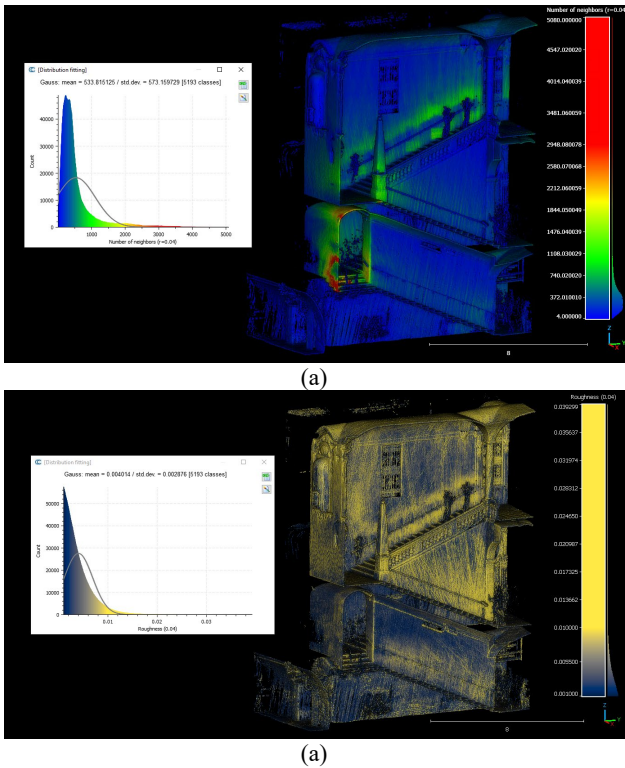 Number of neighbors (r=0.04)
5080.000000
4547.020020
4014.040039
3481.060059
2948.080078
2580.070068
2212.060059
1844.050049
1476.040039
1108.030029
740.020020
372.010010
4.000000
[Distribution fitting]
Gauss: mean = 533.815125 / std.dev. = 573.159729 [5193 classes]
40000
30000
20000
10000
0
Count
1000
2000
3000
4000
5000
Number of neighbors (r=0.04)
8
Z
Y
(a)
Roughness (0.04)
0.039299
0.035637
0.031974
0.028312
0.024650
0.020987
0.017325
0.013662
0.010000
0.005500
0.001000
[Distribution fitting]
Gauss: mean = 0.004014 / std.dev. = 0.002876 [5193 classes]
50000
40000
30000
20000
10000
0
Count
0.01
0.02
0.03
Roughness (0.04)
8
Z
Y
(a)